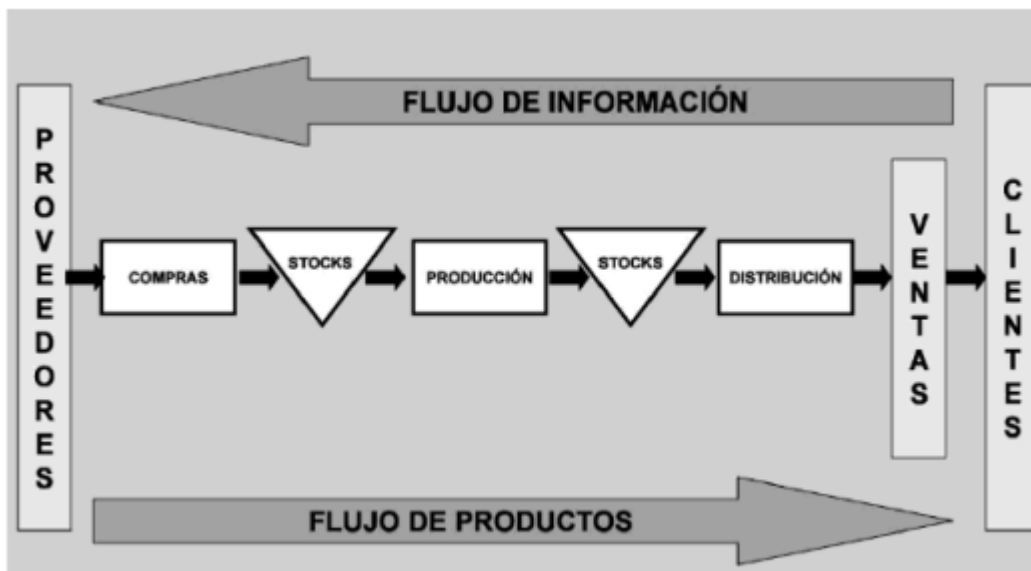 FLUJO DE INFORMACIÓN
PROVEEDORES
COMPRAS
STOCKS
PRODUCCIÓN
STOCKS
DISTRIBUCIÓN
VENTAS
CLIENTES
FLUJO DE PRODUCTOS